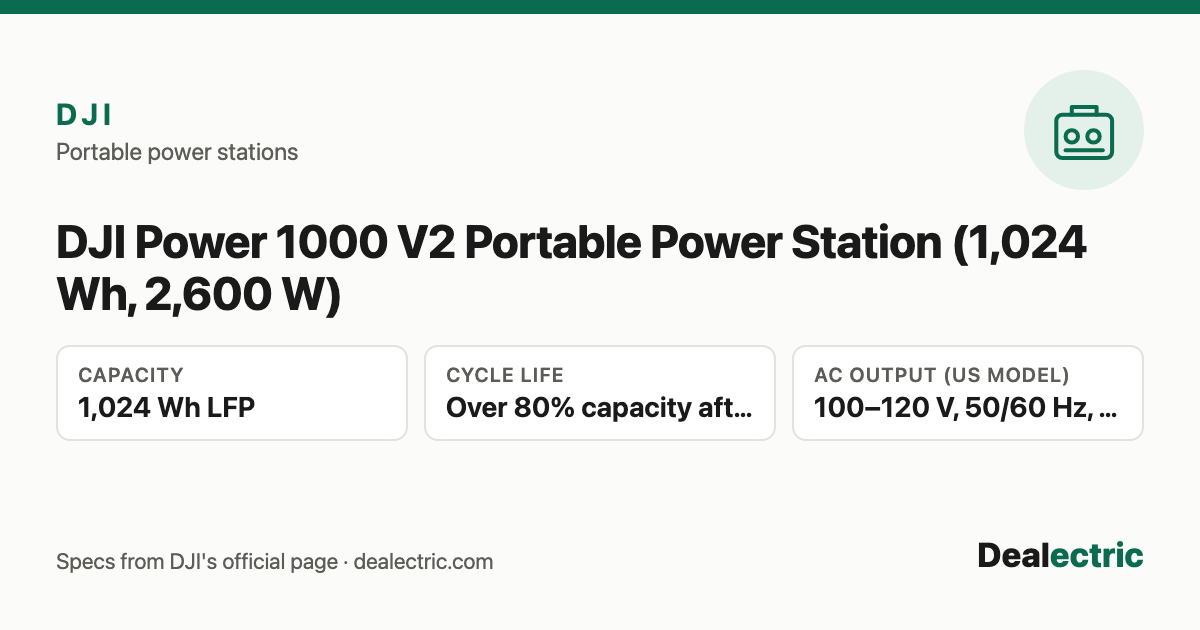 DJI
Portable power stations
DJI Power 1000 V2 Portable Power Station (1,024
Wh, 2,600 W)
CAPACITY
1,024 Wh LFP
CYCLE LIFE
Over 80% capacity aft...
AC OUTPUT (US MODEL)
100–120 V, 50/60 Hz, ...
Specs from DJI's official page · dealectric.com
Dealectric